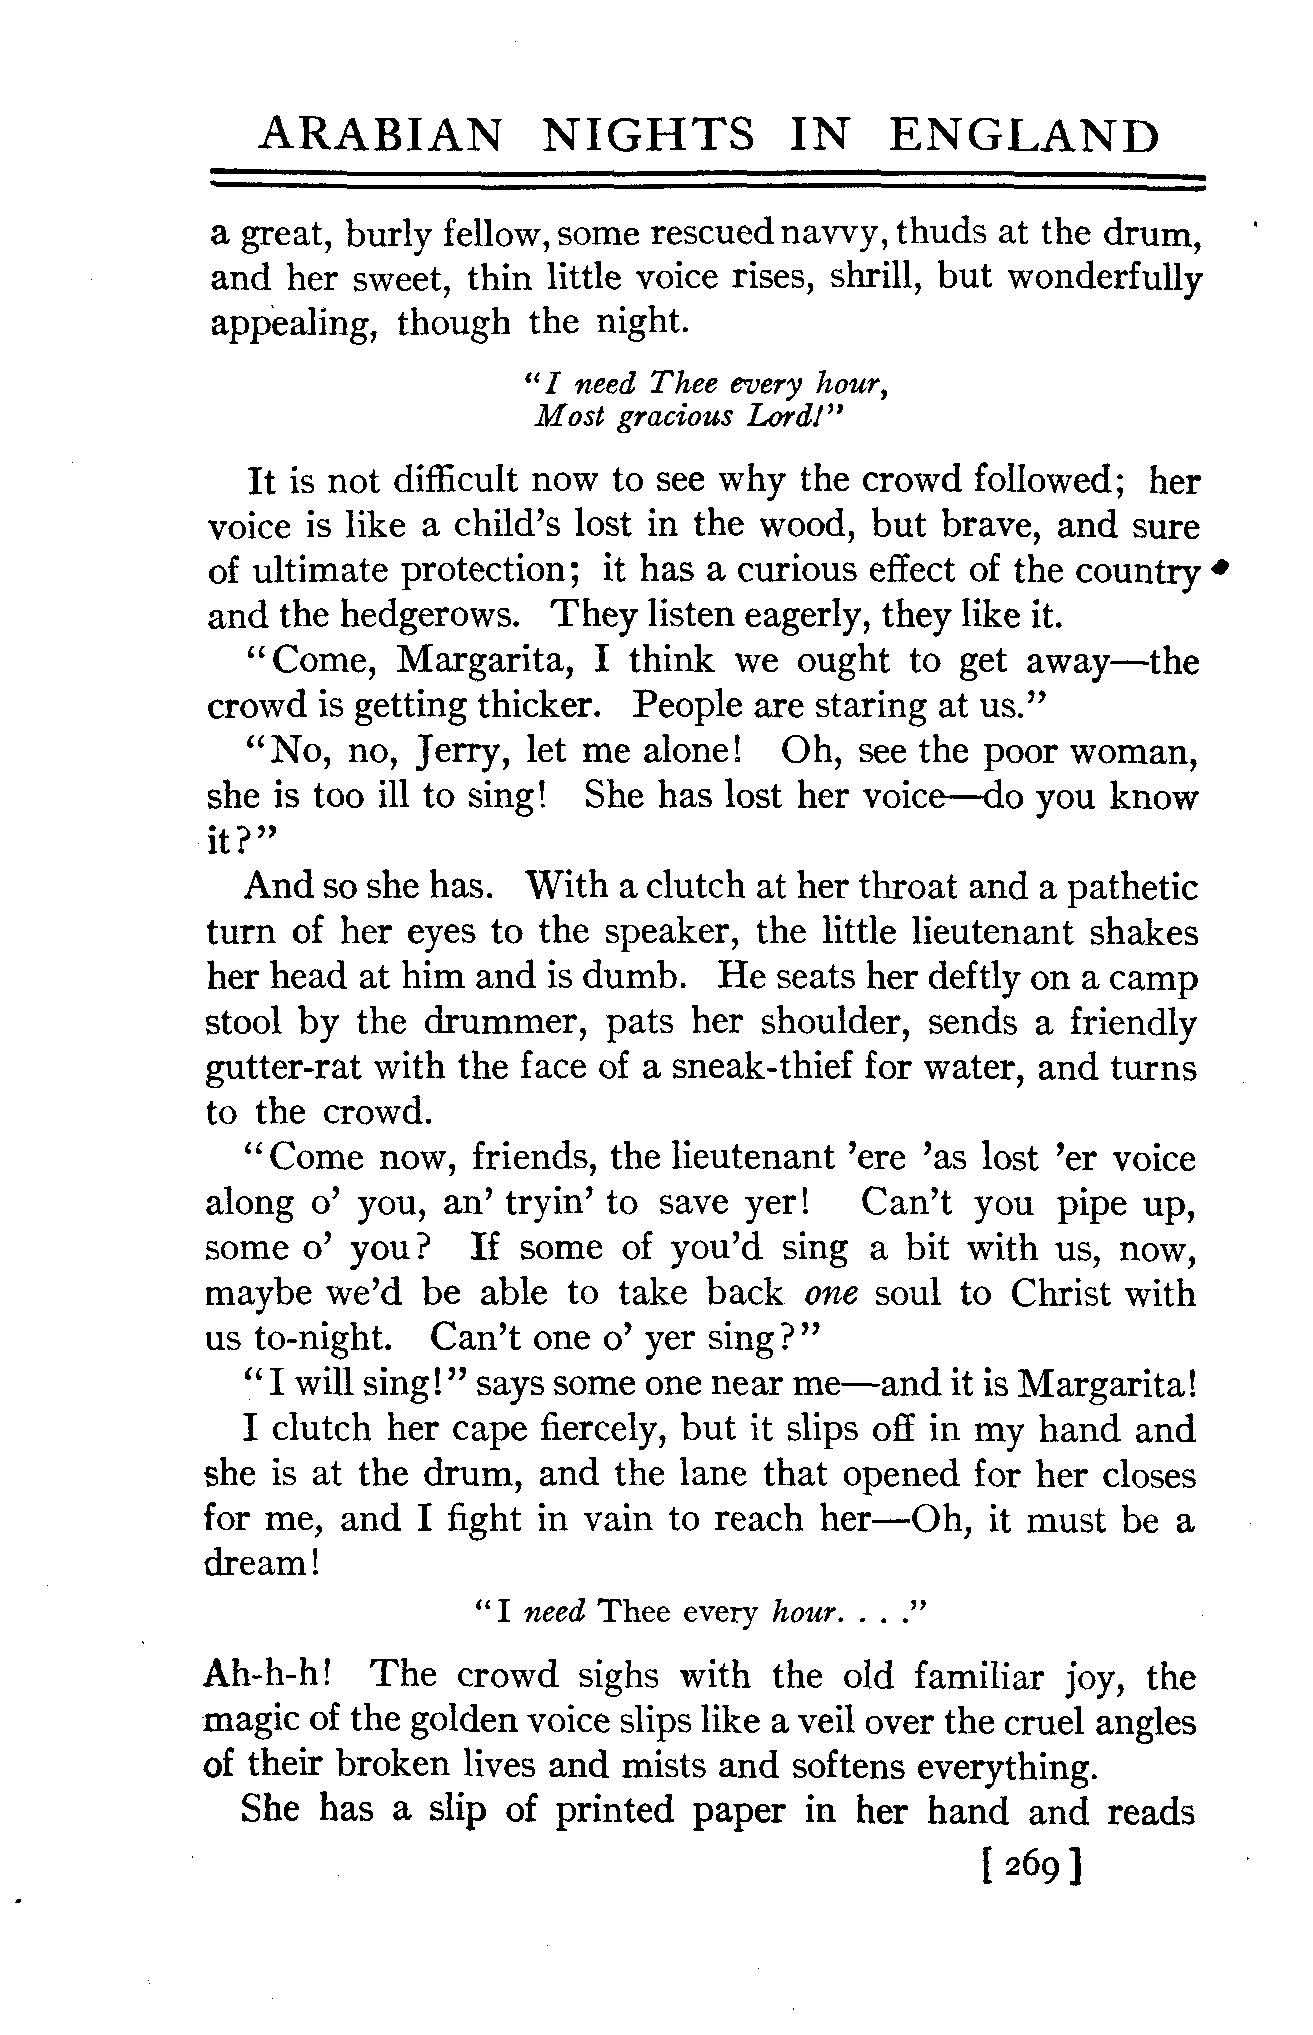 ARABIAN NIGHTS IN ENGLAND
a great, burly fellow, some rescued navvy, thuds at the drum,
and her sweet, thin little voice rises, shrill, but wonderfully
appealing, though the night.
"I need Thee every hour,
Most gracious Lord!"
It is not difficult now to see why the crowd followed; her
voice is like a child's lost in the wood, but brave, and sure
of ultimate protection; it has a curious effect of the country
and the hedgerows. They listen eagerly, they like it.
"Come, Margarita, I think we ought to get away—the
crowd is getting thicker. People are staring at us."
"No, no, Jerry, let me alone! Oh, see the poor woman,
she is too ill to sing! She has lost her voice—do you know
it?"
And so she has. With a clutch at her throat and a pathetic
turn of her eyes to the speaker, the little lieutenant shakes
her head at him and is dumb. He seats her deftly on a camp
stool by the drummer, pats her shoulder, sends a friendly
gutter-rat with the face of a sneak-thief for water, and turns
to the crowd.
"Come now, friends, the lieutenant 'ere 'as lost 'er voice
along o' you, an' tryin' to save yer! Can't you pipe up,
some o' you? If some of you'd sing a bit with us, now,
maybe we'd be able to take back one soul to Christ with
us to-night. Can't one o' yer sing?"
"I will sing!" says some one near me—and it is Margarita!
I clutch her cape fiercely, but it slips off in my hand and
she is at the drum, and the lane that opened for her closes
for me, and I fight in vain to reach her—Oh, it must be a
dream!
"I need Thee every hour. . . ."
Ah-h-h! The crowd sighs with the old familiar joy, the
magic of the golden voice slips like a veil over the cruel angles
of their broken lives and mists and softens everything.
She has a slip of printed paper in her hand and reads
[ 269 ]